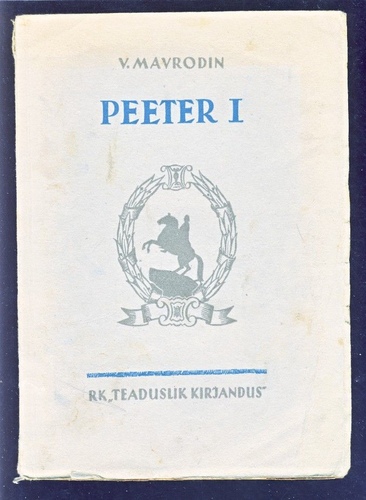 V. MAVRODIN
PEETER I
RK „TEADUSLIK KIRJANDUS"